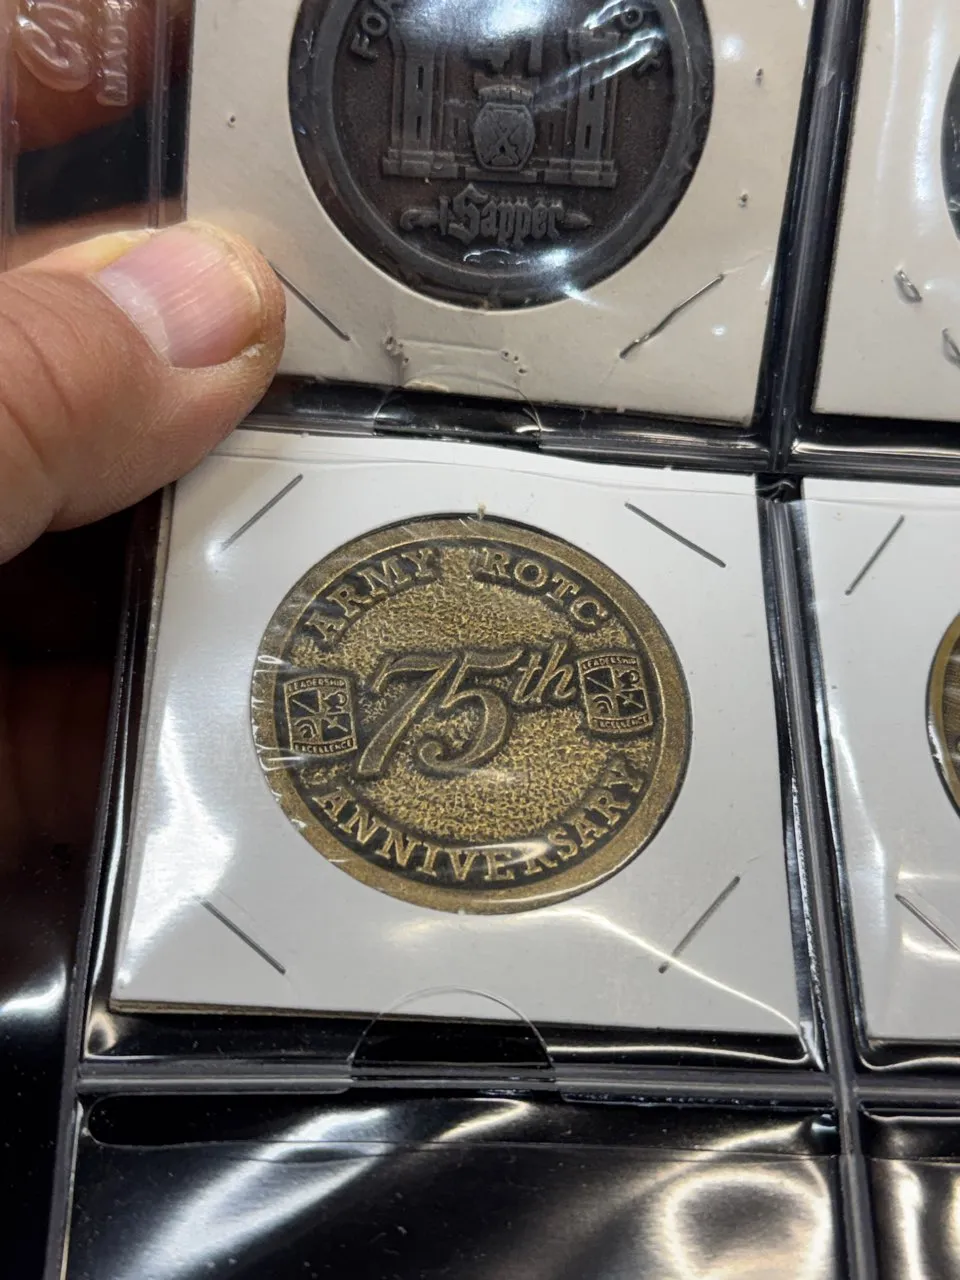 Sapper
ARMY ROTC
75th
LEADERSHIP
EXCELLENCE
LEADERSHIP
EXCELLENCE
ANNIVERSARY